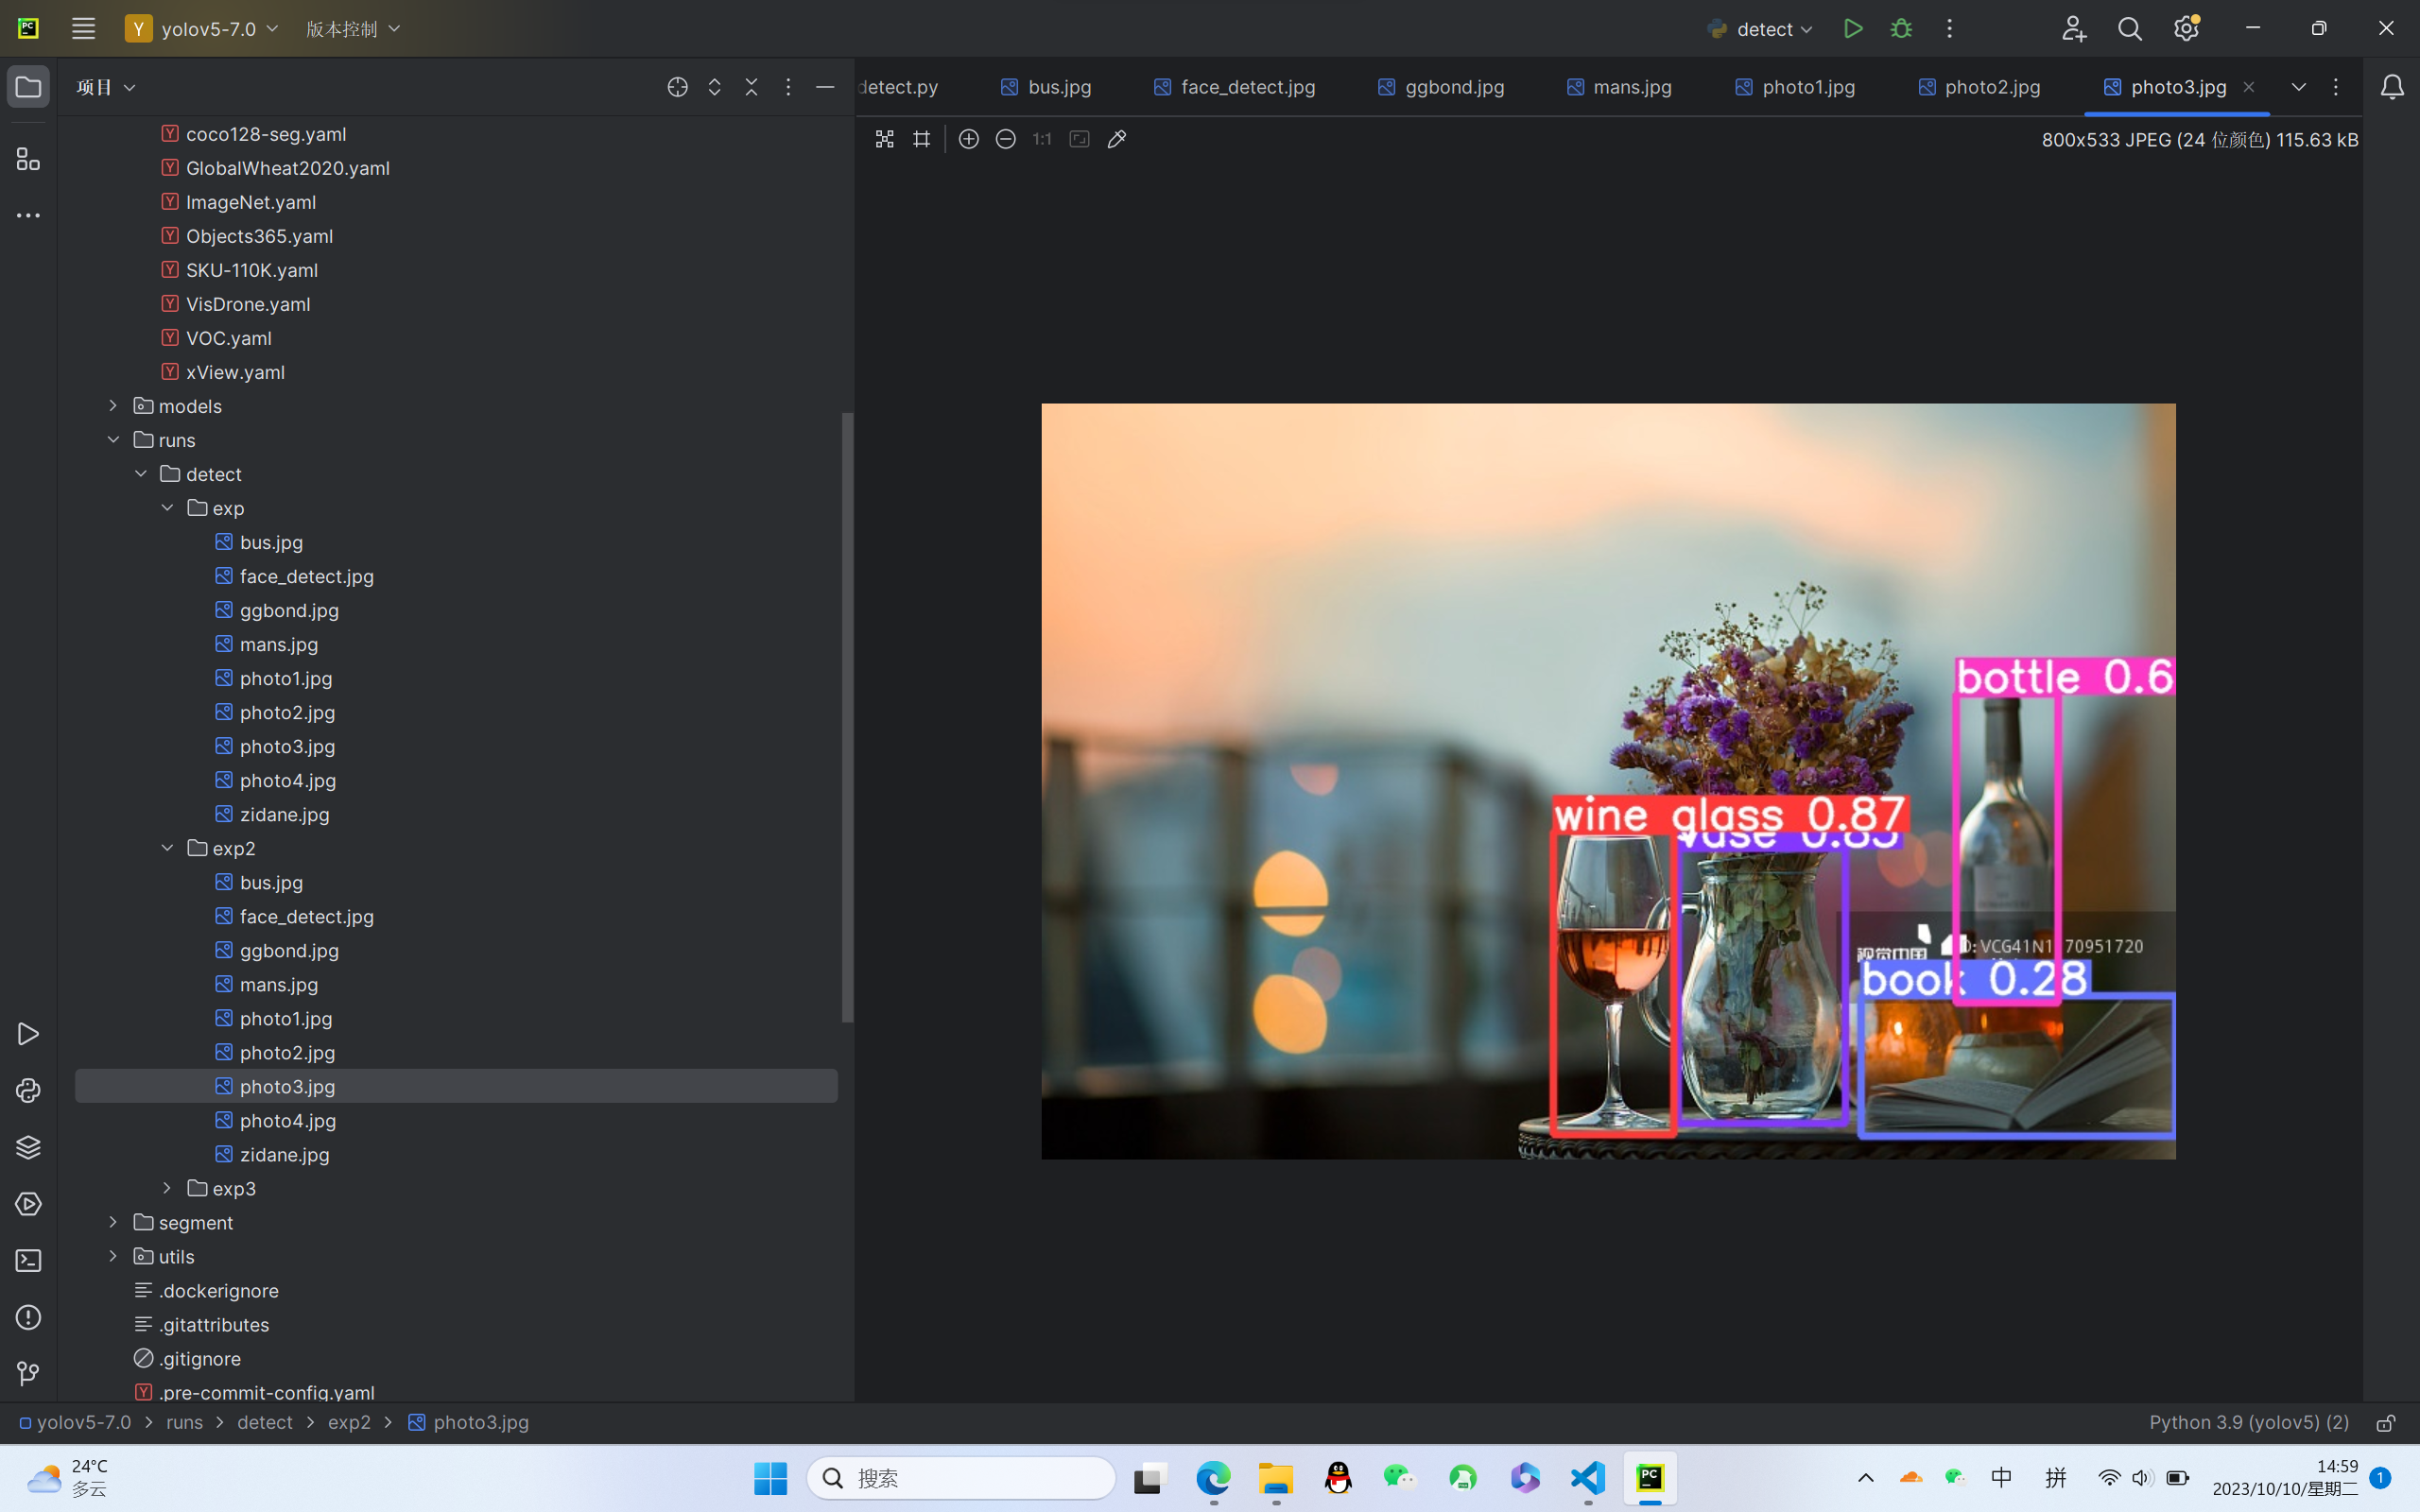 yolov5-7.0
版本控制
detect
项目
detect.py
bus.jpg
face_detect.jpg
ggbond.jpg
mans.jpg
photo1.jpg
photo2.jpg
photo3.jpg
1:1
800x533 JPEG (24 位颜色) 115.63 kB
coco128-seg.yaml
GlobalWheat2020.yaml
ImageNet.yaml
Objects365.yaml
SKU-110K.yaml
VisDrone.yaml
VOC.yaml
xView.yaml
models
runs
detect
exp
bus.jpg
face_detect.jpg
ggbond.jpg
mans.jpg
photo1.jpg
photo2.jpg
photo3.jpg
photo4.jpg
zidane.jpg
exp2
bus.jpg
face_detect.jpg
ggbond.jpg
mans.jpg
photo1.jpg
photo2.jpg
photo3.jpg
photo4.jpg
zidane.jpg
exp3
segment
utils
.dockerignore
.gitattributes
.gitignore
.pre-commit-config.yaml
bottle 0.6
wine glass 0.87
vase 0.85
视觉中国
book 0.28
yolov5-7.0 > runs > detect > exp2 > photo3.jpg
Python 3.9 (yolov5) (2)
24°C
多云
搜索
中
拼
14:59
2023/10/10/星期二
1